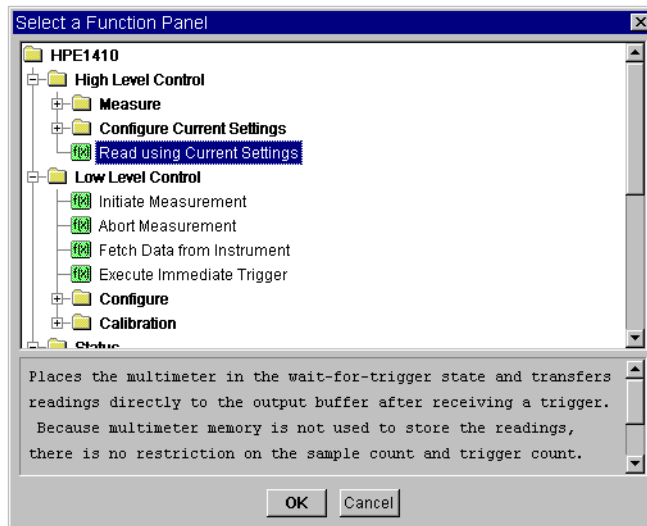 Select a Function Panel
HPE1410
High Level Control
Measure
Configure Current Settings
f(x) Read using Current Settings
Low Level Control
f(x) Initiate Measurement
f(x) Abort Measurement
f(x) Fetch Data from Instrument
f(x) Execute Immediate Trigger
Configure
Calibration
Status
Places the multimeter in the wait-for-trigger state and transfers
readings directly to the output buffer after receiving a trigger.
Because multimeter memory is not used to store the readings,
there is no restriction on the sample count and trigger count.
OK Cancel